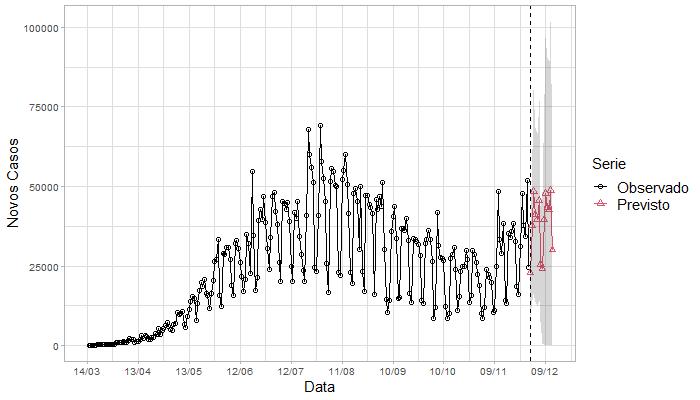 Novos Casos
100000
75000
50000
25000
0
14/03 13/04 13/05 12/06 12/07 11/08 10/09 10/10 09/11 09/12
Data
Serie
Observado
Previsto